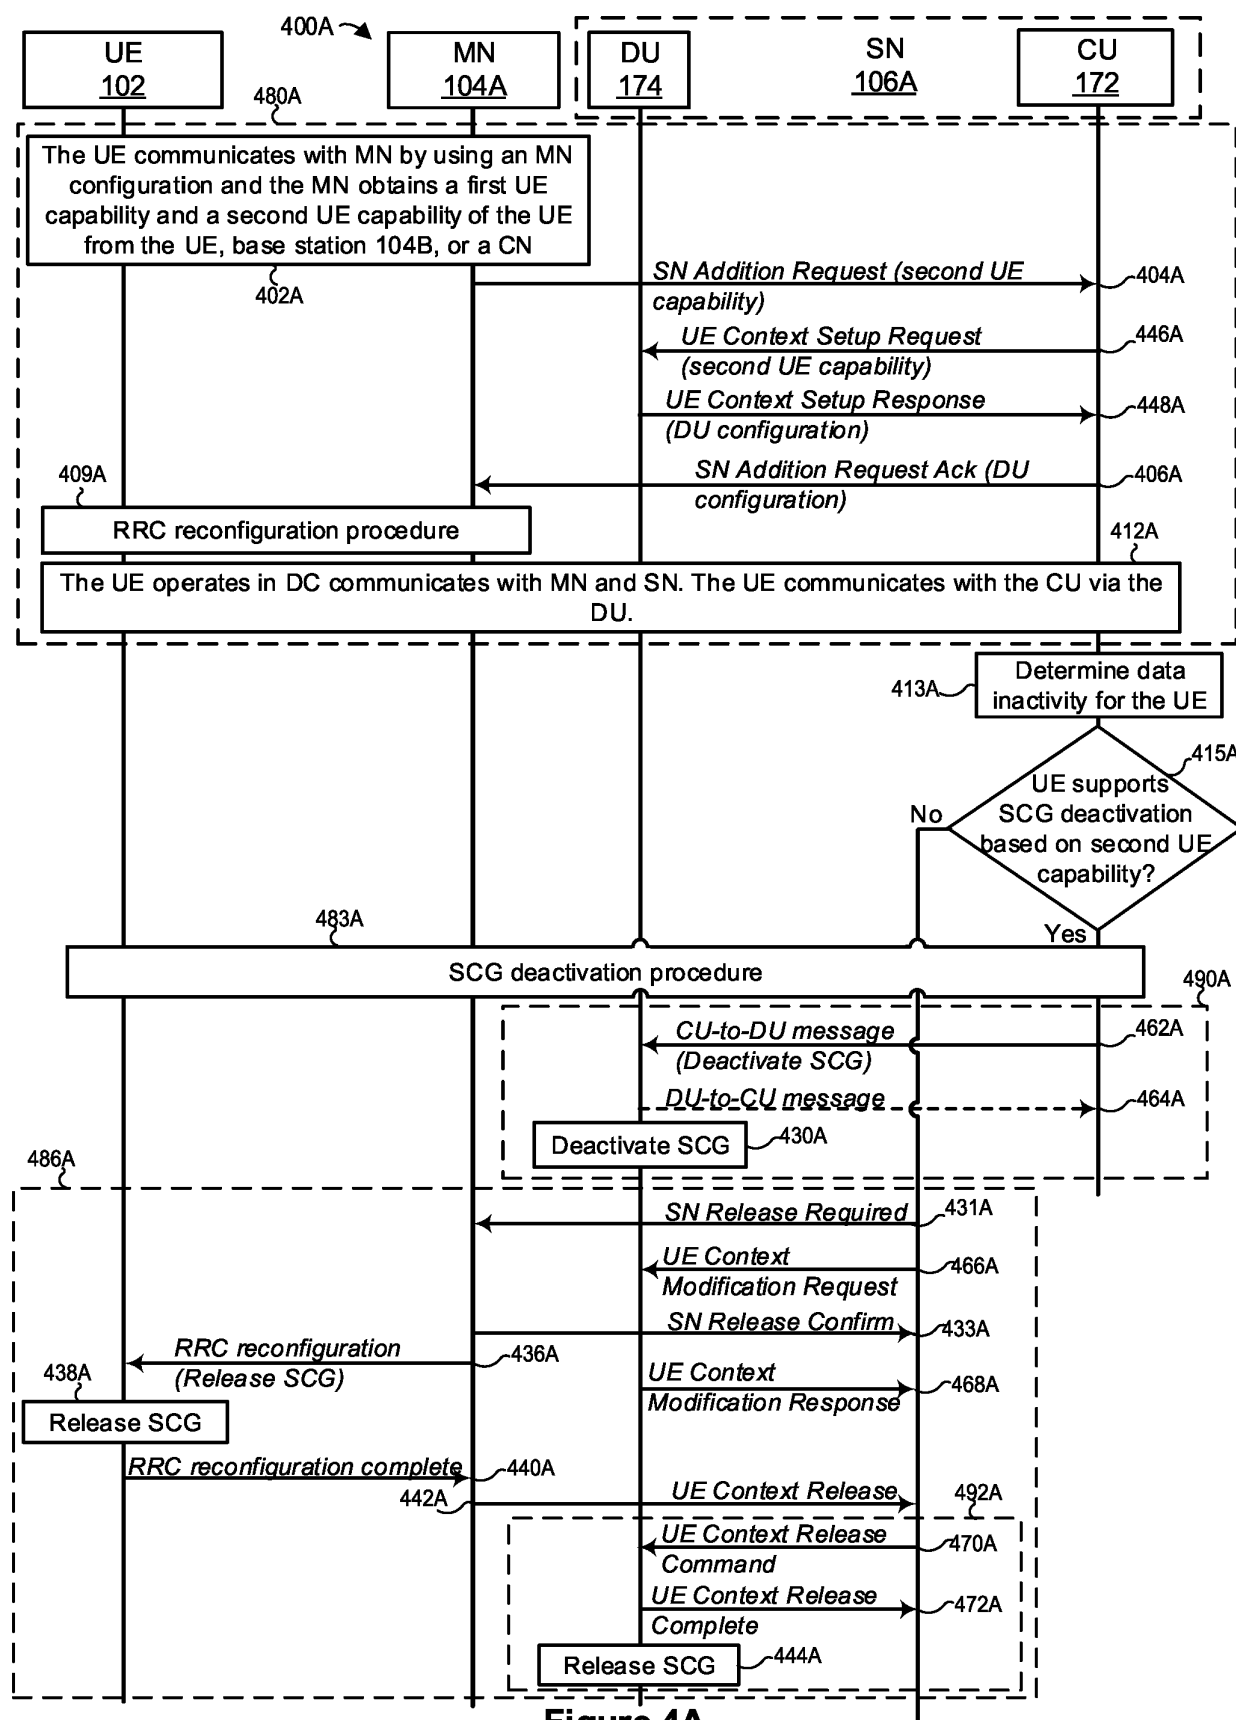 400A
UE
102
MN
104A
DU
174
SN
106A
CU
172
480A
The UE communicates with MN by using an MN
configuration and the MN obtains a first UE
capability and a second UE capability of the UE
from the UE, base station 104B, or a CN
402A
SN Addition Request (second UE
capability)
404A
UE Context Setup Request
(second UE capability)
446A
UE Context Setup Response
(DU configuration)
448A
SN Addition Request Ack (DU
configuration)
406A
409A
RRC reconfiguration procedure
412A
The UE operates in DC communicates with MN and SN. The UE communicates with the CU via the
DU.
413A
Determine data
inactivity for the UE
415A
UE supports
SCG deactivation
based on second UE
capability?
No
Yes
483A
SCG deactivation procedure
490A
CU-to-DU message
(Deactivate SCG)
462A
DU-to-CU message
464A
Deactivate SCG
430A
486A
SN Release Required
431A
UE Context
Modification Request
466A
SN Release Confirm
433A
RRC reconfiguration
(Release SCG)
436A
UE Context
Modification Response
468A
438A
Release SCG
RRC reconfiguration complete
440A
442A
UE Context Release
492A
UE Context Release
Command
470A
UE Context Release
Complete
472A
Release SCG
444A
Figure 4A